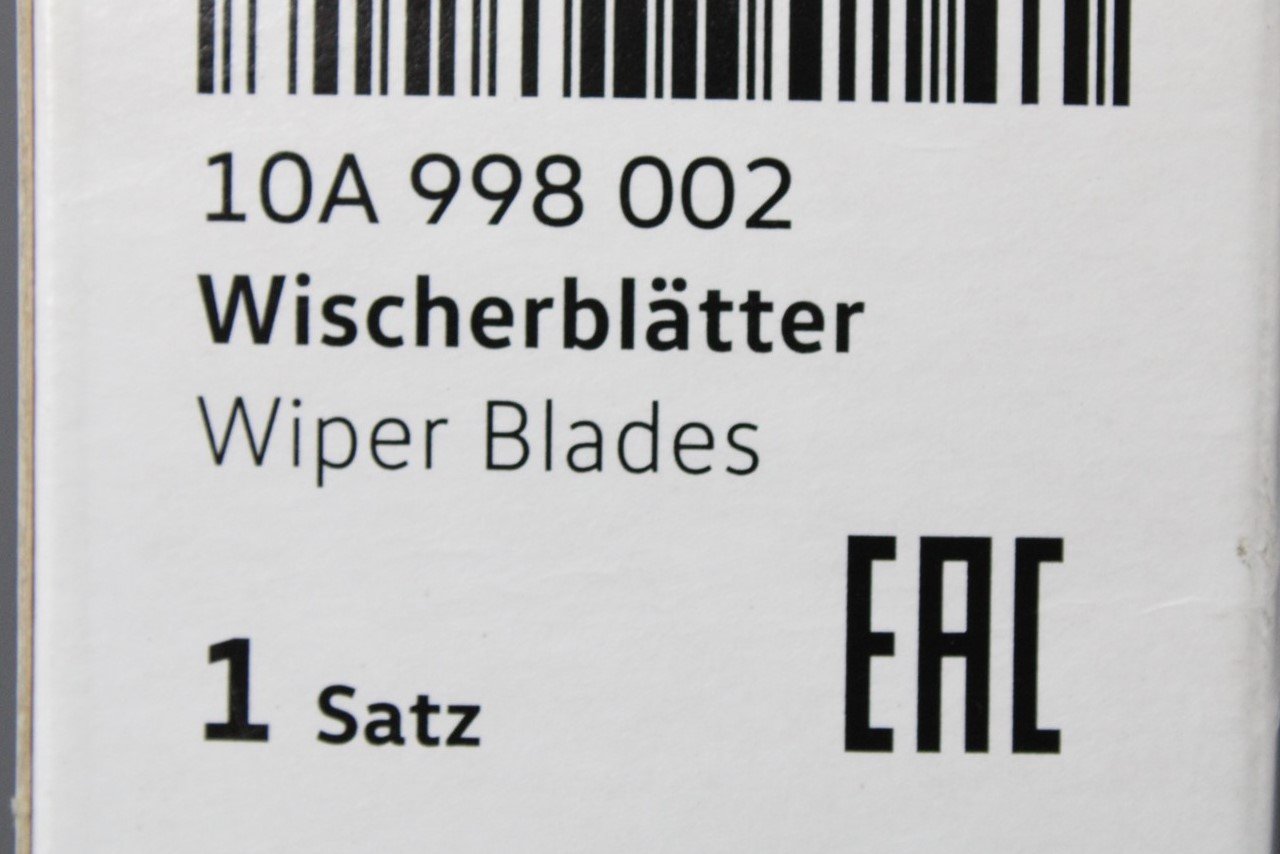 10A 998 002
Wischerblätter
Wiper Blades
1 Satz
EAC